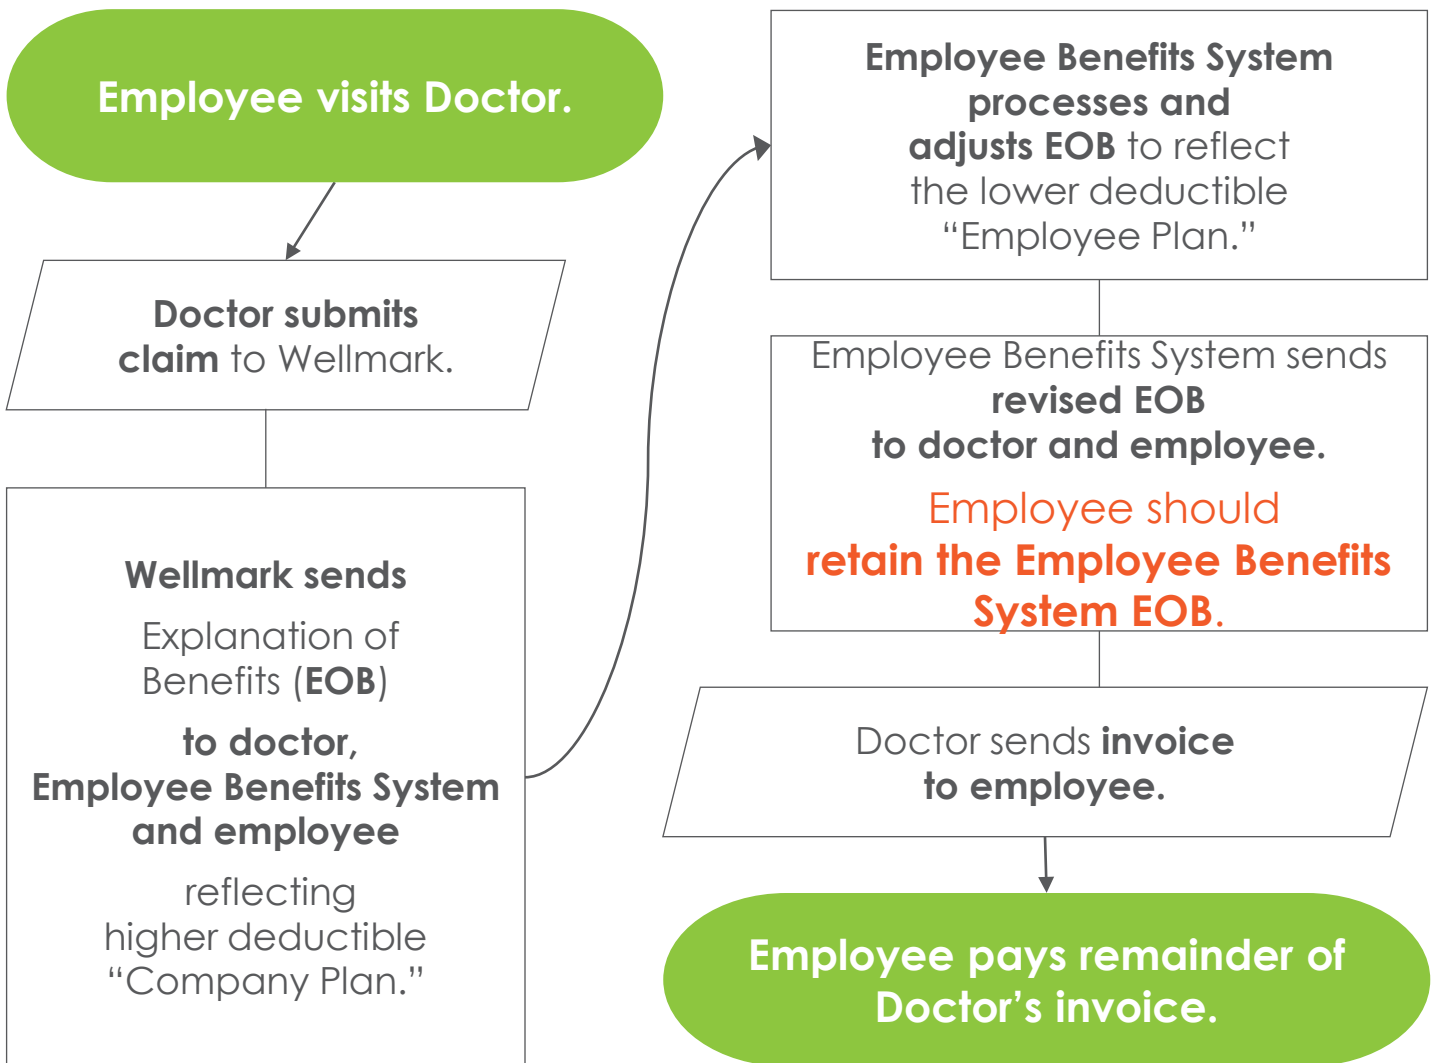 Employee visits Doctor.
Doctor submits
claim to Wellmark.
Wellmark sends
Explanation of
Benefits (EOB)
to doctor,
Employee Benefits System
and employee
reflecting
higher deductible
“Company Plan.”
Employee Benefits System
processes and
adjusts EOB to reflect
the lower deductible
“Employee Plan.”
Employee Benefits System sends
revised EOB
to doctor and employee.
Employee should
retain the Employee Benefits
System EOB.
Doctor sends invoice
to employee.
Employee pays remainder of
Doctor’s invoice.